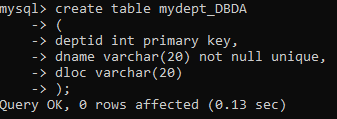 mysql> create table mydept_DBDA
-> (
-> deptid int primary key,
-> dname varchar(20) not null unique,
-> dloc varchar(20)
-> );
Query OK, 0 rows affected (0.13 sec)